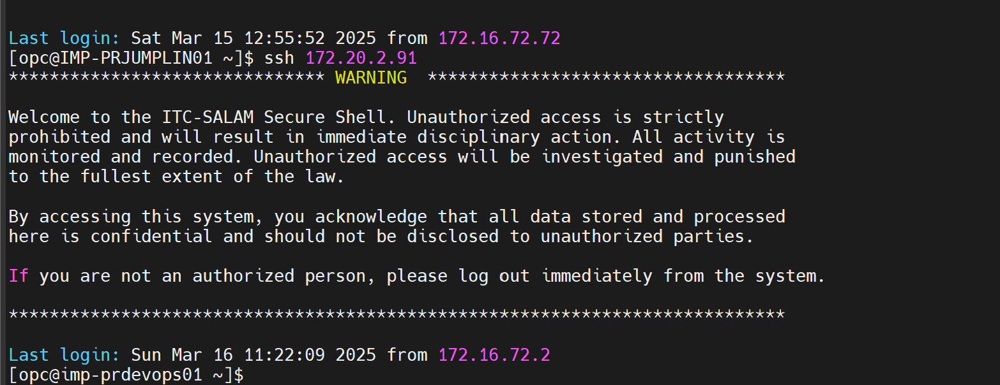 Last login: Sat Mar 15 12:55:52 2025 from 172.16.72.72
[opc@IMP-PRJUMPLIN01 ~]$ ssh 172.20.2.91
******************************* WARNING  ***********************************
Welcome to the ITC-SALAM Secure Shell. Unauthorized access is strictly
prohibited and will result in immediate disciplinary action. All activity is
monitored and recorded. Unauthorized access will be investigated and punished
to the fullest extent of the law.
By accessing this system, you acknowledge that all data stored and processed
here is confidential and should not be disclosed to unauthorized parties.
If you are not an authorized person, please log out immediately from the system.
****************************************************************************
Last login: Sun Mar 16 11:22:09 2025 from 172.16.72.2
[opc@imp-prdevops01 ~]$